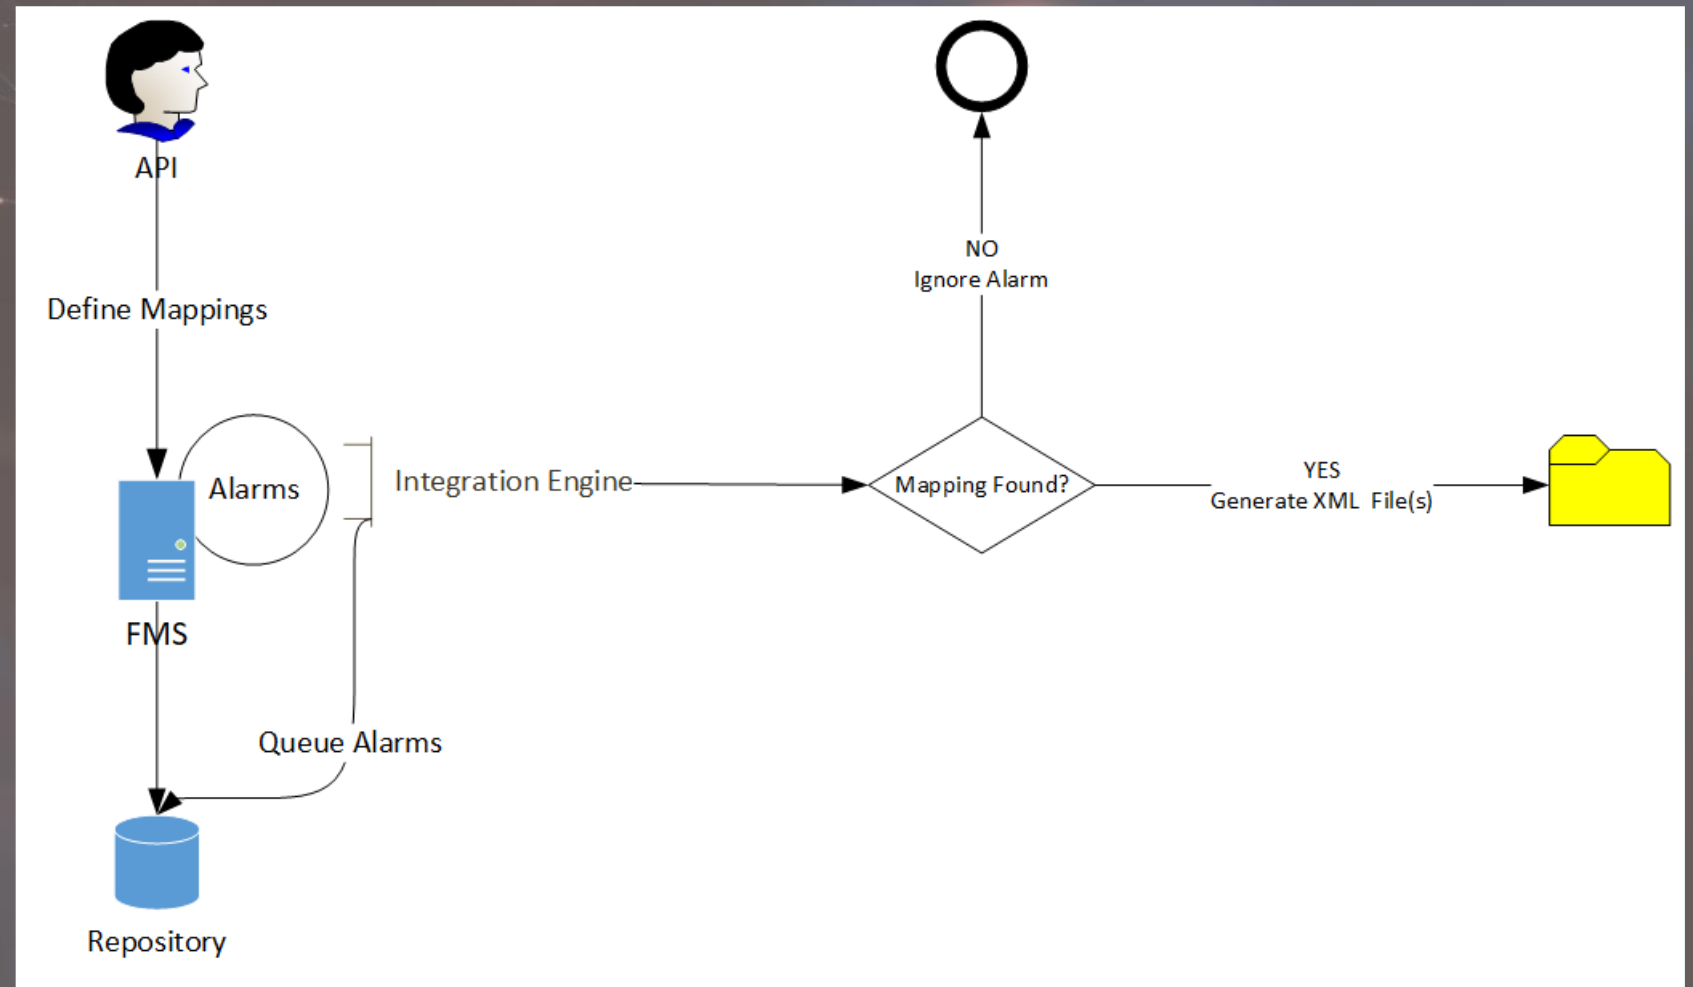 API
Define Mappings
NO
Ignore Alarm
Alarms
Integration Engine
Mapping Found?
YES
Generate XML File(s)
FMS
Queue Alarms
Repository